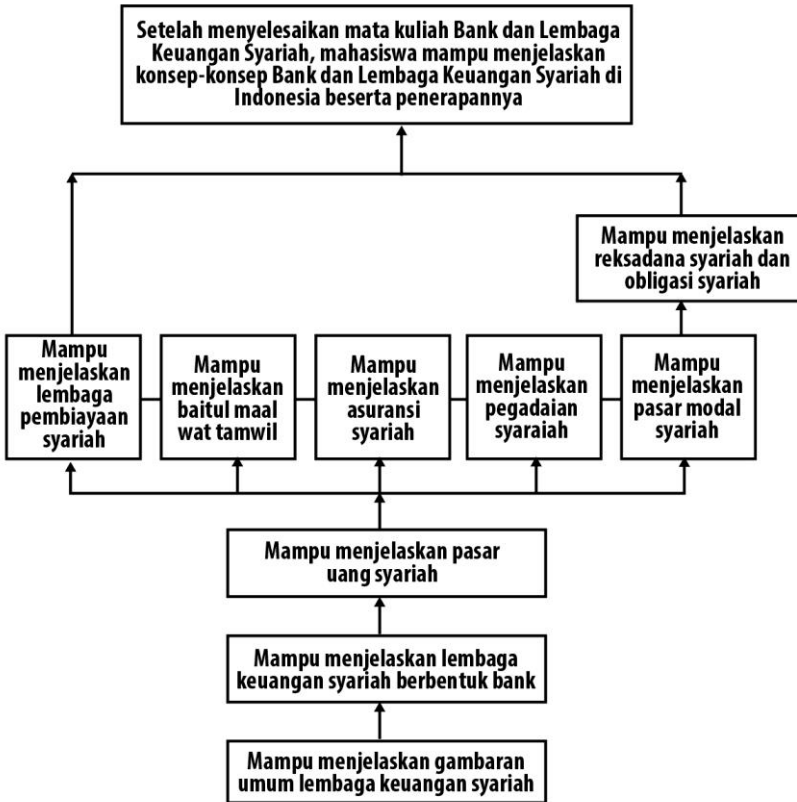 Setelah menyelesaikan mata kuliah Bank dan Lembaga
Keuangan Syariah, mahasiswa mampu menjelaskan
konsep-konsep Bank dan Lembaga Keuangan Syariah di
Indonesia beserta penerapannya
Mampu menjelaskan
reksadana syariah dan
obligasi syariah
Mampu
menjelaskan
lembaga
pembiayaan
syariah
Mampu
menjelaskan
baitul maal
wat tamwil
Mampu
menjelaskan
asuransi
syariah
Mampu
menjelaskan
pegadaian
syaraiah
Mampu
menjelaskan
pasar modal
syariah
Mampu menjelaskan pasar
uang syariah
Mampu menjelaskan lembaga
keuangan syariah berbentuk bank
Mampu menjelaskan gambaran
umum lembaga keuangan syariah